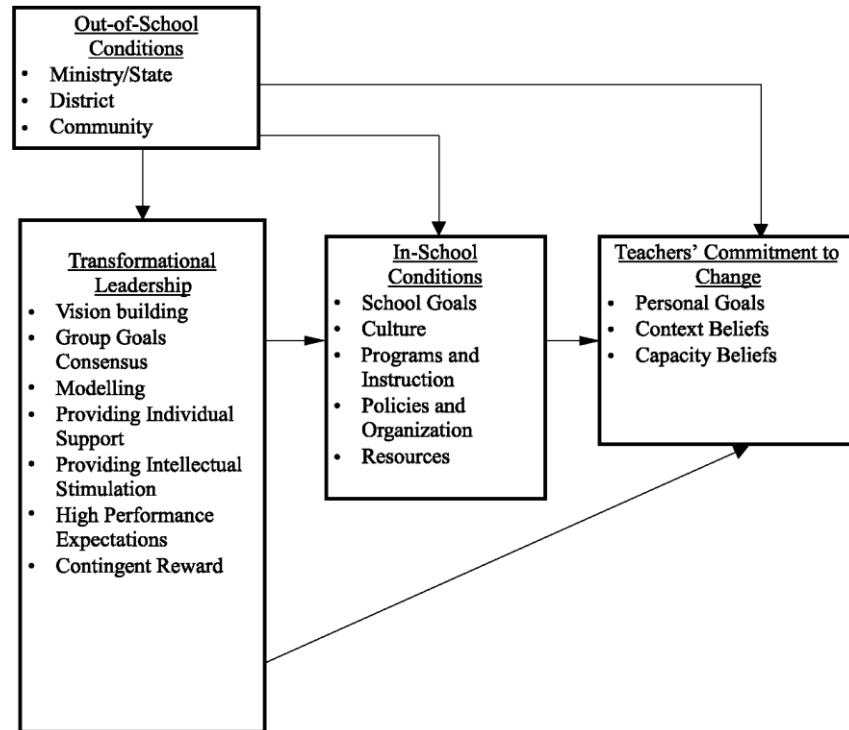 Out-of-School
Conditions
• Ministry/State
• District
• Community
Transformational
Leadership
• Vision building
• Group Goals
Consensus
• Modelling
• Providing Individual
Support
• Providing Intellectual
Stimulation
• High Performance
Expectations
• Contingent Reward
In-School
Conditions
• School Goals
• Culture
• Programs and
Instruction
• Policies and
Organization
• Resources
Teachers’ Commitment to
Change
• Personal Goals
• Context Beliefs
• Capacity Beliefs